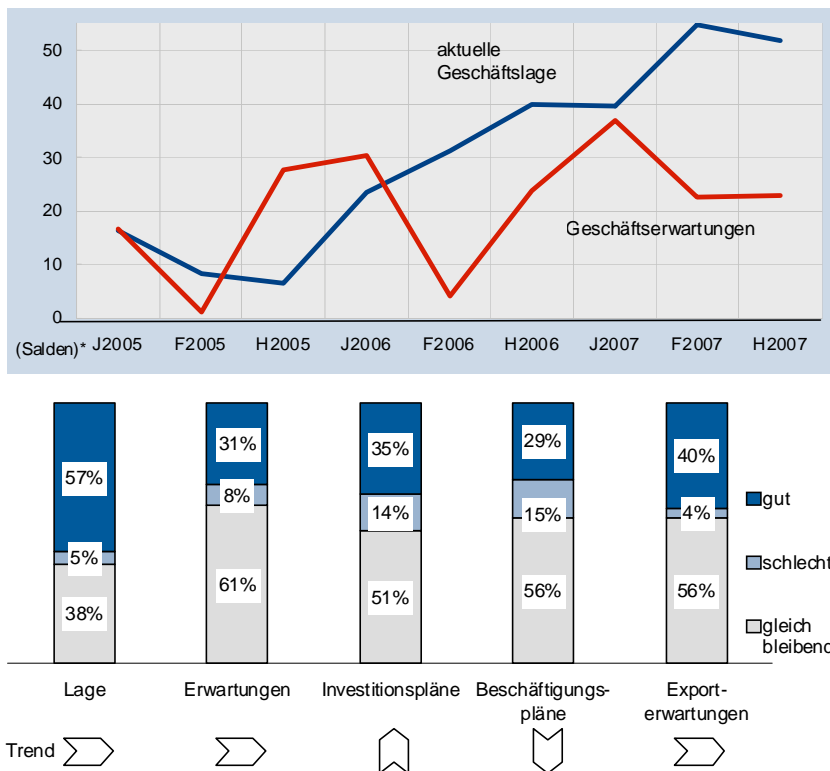 50
aktuelle
Geschäftslage
40
30
20
Geschäftserwartungen
10
0
(Salden)* J2005 F2005 H2005 J2006 F2006 H2006 J2007 F2007 H2007
57% 31% 35% 29% 40%
5% 8% 14% 15% 4%
38% 61% 51% 56% 56%
gut
schlecht
gleich
bleibend
Lage Erwartungen Investitionspläne Beschäftigungs-
pläne Export-
erwartungen
Trend